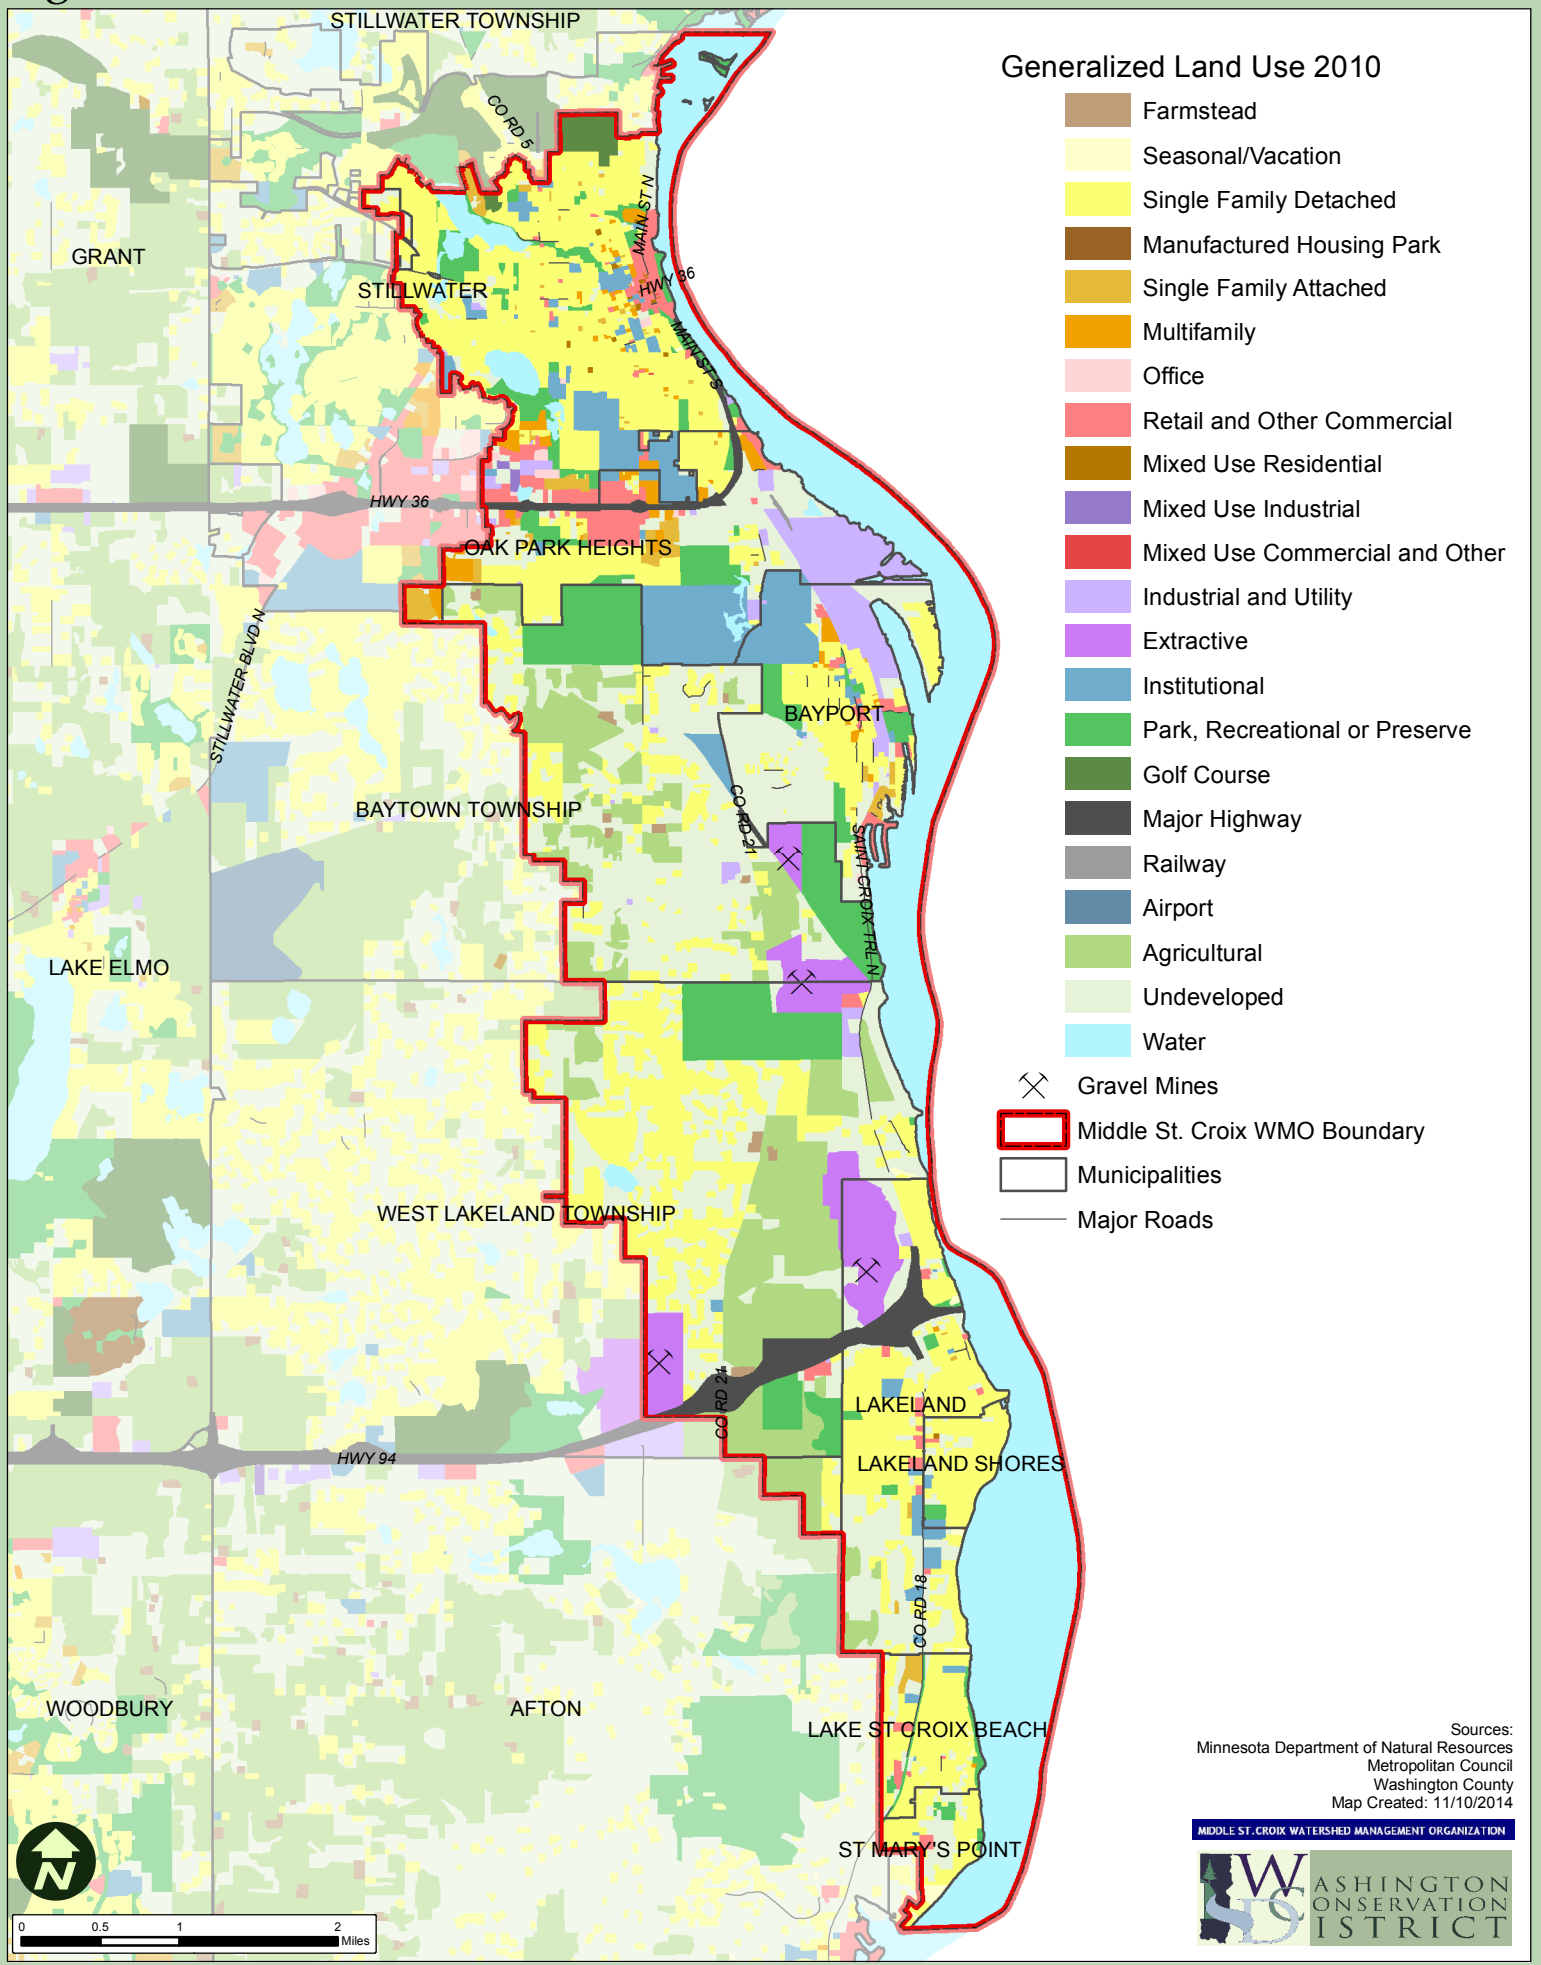 STILLWATER TOWNSHIP
Generalized Land Use 2010
Farmstead
Seasonal/Vacation
Single Family Detached
Manufactured Housing Park
Single Family Attached
Multifamily
Office
Retail and Other Commercial
Mixed Use Residential
Mixed Use Industrial
Mixed Use Commercial and Other
Industrial and Utility
Extractive
Institutional
Park, Recreational or Preserve
Golf Course
Major Highway
Railway
Airport
Agricultural
Undeveloped
Water
Gravel Mines
Middle St. Croix WMO Boundary
Municipalities
Major Roads
CO RD 5
MAIN ST N
GRANT
STILLWATER
HWY 36
MAIN ST S
HWY 36
OAK PARK HEIGHTS
STILLWATER BLVD N
BAYPORT
BAYTOWN TOWNSHIP
CO RD 21
SAINT CROIX TRL N
LAKE ELMO
WEST LAKELAND TOWNSHIP
CO RD 21
LAKELAND
HWY 94
LAKELAND SHORES
CO RD 18
WOODBURY
AFTON
LAKE ST CROIX BEACH
ST MARY'S POINT
N
0 0.5 1 2
Miles
Sources:
Minnesota Department of Natural Resources
Metropolitan Council
Washington County
Map Created: 11/10/2014
MIDDLE ST. CROIX WATERSHED MANAGEMENT ORGANIZATION
WASHINGTON
CONSERVATION
DISTRICT